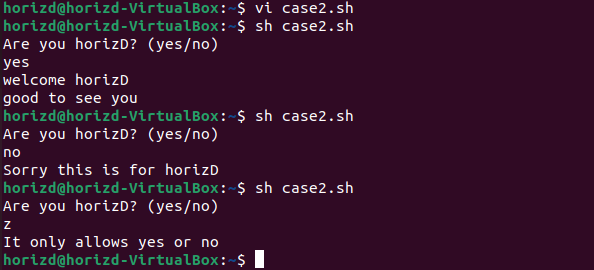 horizd@horizd-VirtualBox:~$ vi case2.sh
horizd@horizd-VirtualBox:~$ sh case2.sh
Are you horizD? (yes/no)
yes
welcome horizD
good to see you
horizd@horizd-VirtualBox:~$ sh case2.sh
Are you horizD? (yes/no)
no
Sorry this is for horizD
horizd@horizd-VirtualBox:~$ sh case2.sh
Are you horizD? (yes/no)
z
It only allows yes or no
horizd@horizd-VirtualBox:~$